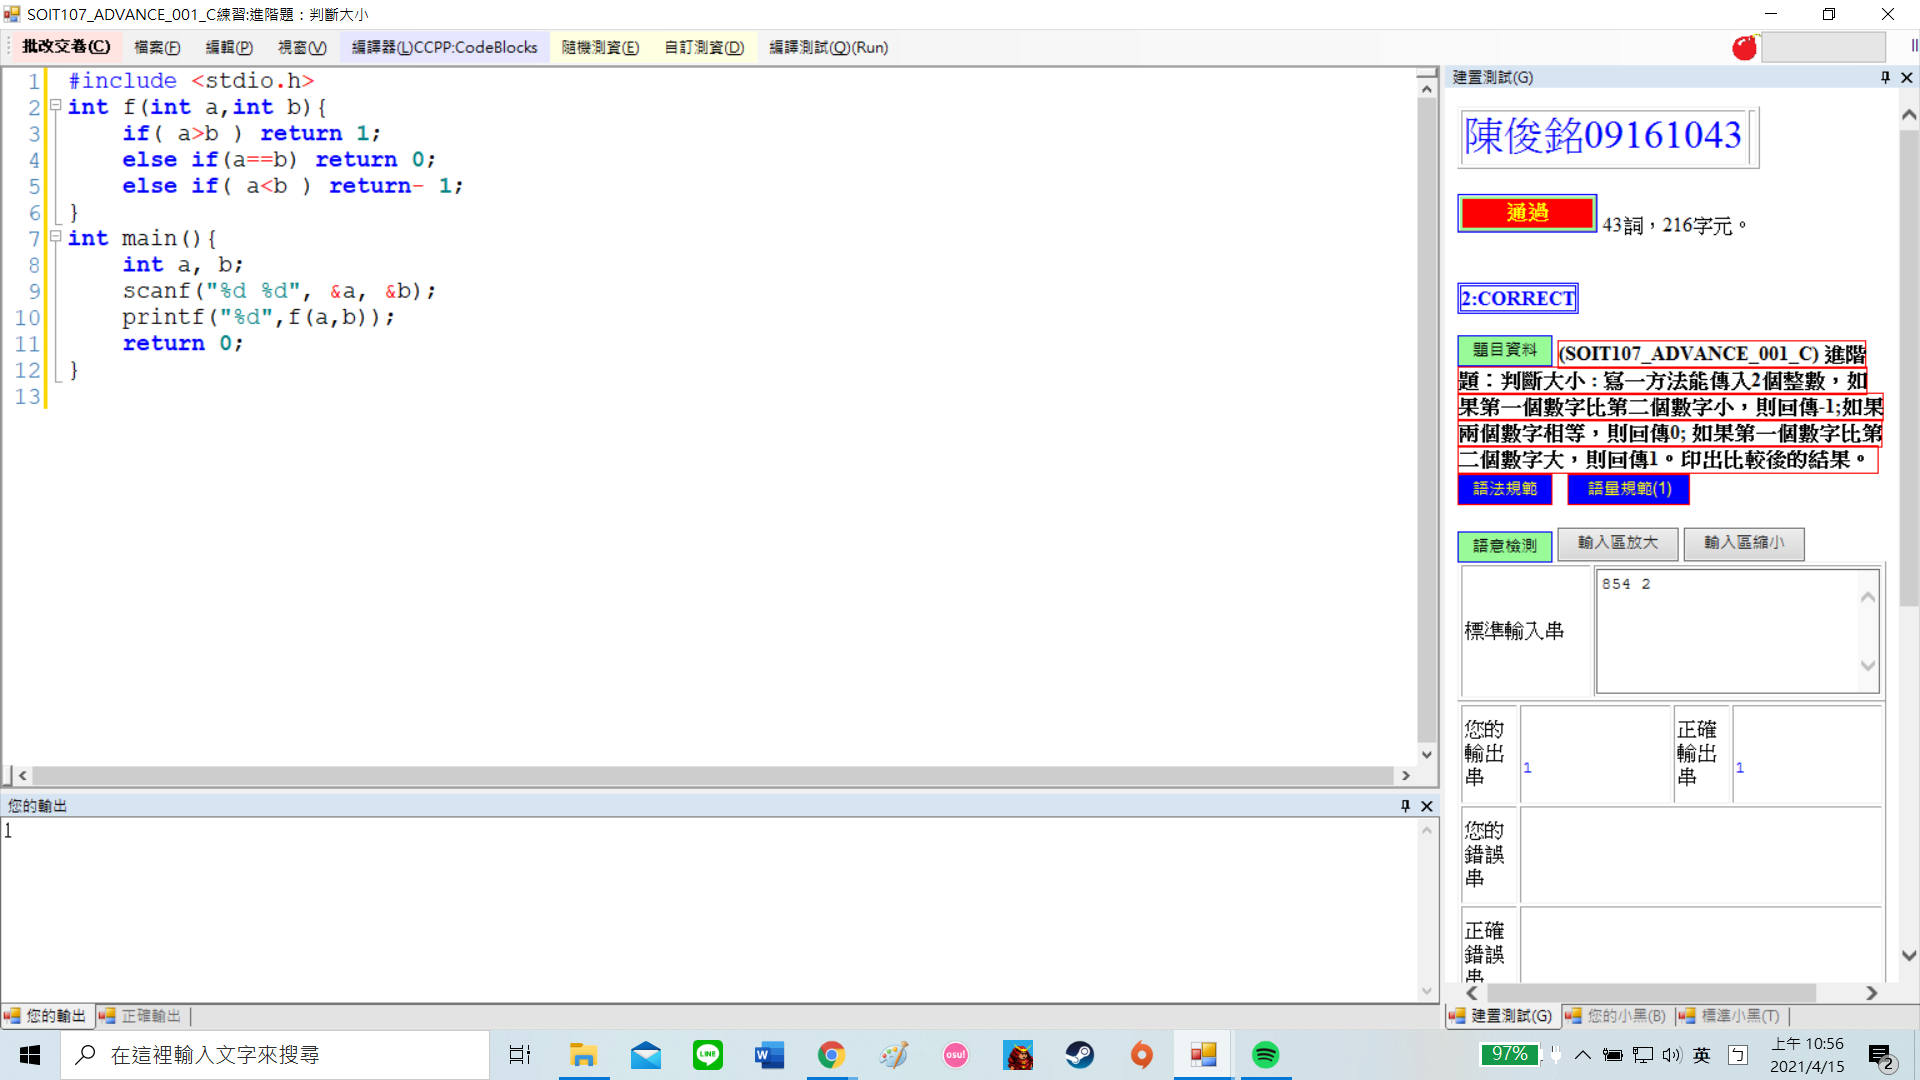 SOIT107_ADVANCE_001_C練習:進階題：判斷大小
批改交卷(C) 檔案(F) 編輯(P) 視窗(V) 編譯器(L)CCPP:CodeBlocks 隨機測資(E) 自訂測資(D) 編譯測試(Q)(Run)
1 #include <stdio.h>
2 int f(int a,int b){
3 if( a>b ) return 1;
4 else if(a==b) return 0;
5 else if( a<b ) return- 1;
6 }
7 int main(){
8 int a, b;
9 scanf("%d %d", &a, &b);
10 printf("%d",f(a,b));
11 return 0;
12 }
13
您的輸出
1
您的輸出 正確輸出
建置測試(G)
陳俊銘09161043
通過 43詞，216字元。
2:CORRECT
題目資料 (SOIT107_ADVANCE_001_C) 進階
題：判斷大小 : 寫一方法能傳入2個整數，如
果第一個數字比第二個數字小，則回傳-1;如果
兩個數字相等，則回傳0; 如果第一個數字比第
二個數字大，則回傳1。印出比較後的結果。
語法規範 語量規範(1)
語意檢測 輸入區放大 輸入區縮小
標準輸入串 854 2
您的
輸出
串
1
正確
輸出
串
1
您的
錯誤
串
正確
錯誤
串
建置測試(G) 您的小黑(B) 標準小黑(T)
在這裡輸入文字來搜尋
LINE
W
osu!
97%
英
上午 10:56
2021/4/15
2